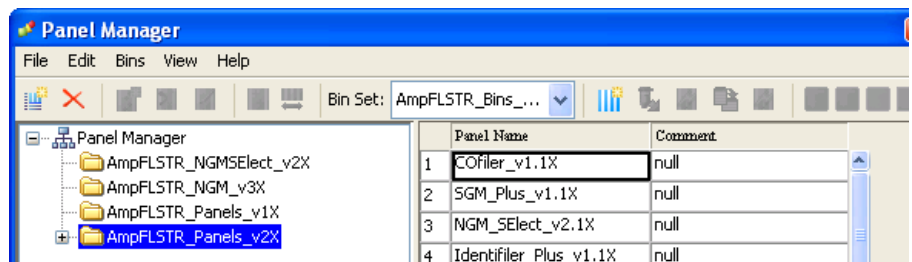 Panel Manager
File Edit Bins View Help
Bin Set: AmpFLSTR_Bins_...
Panel Manager
AmpFLSTR_NGMSElect_v2X
AmpFLSTR_NGM_v3X
AmpFLSTR_Panels_v1X
AmpFLSTR_Panels_v2X
Panel Name Comment
1 COfiler_v1.1X null
2 SGM_Plus_v1.1X null
3 NGM_SElect_v2.1X null
4 Identifiler_Plus_v1.1X null